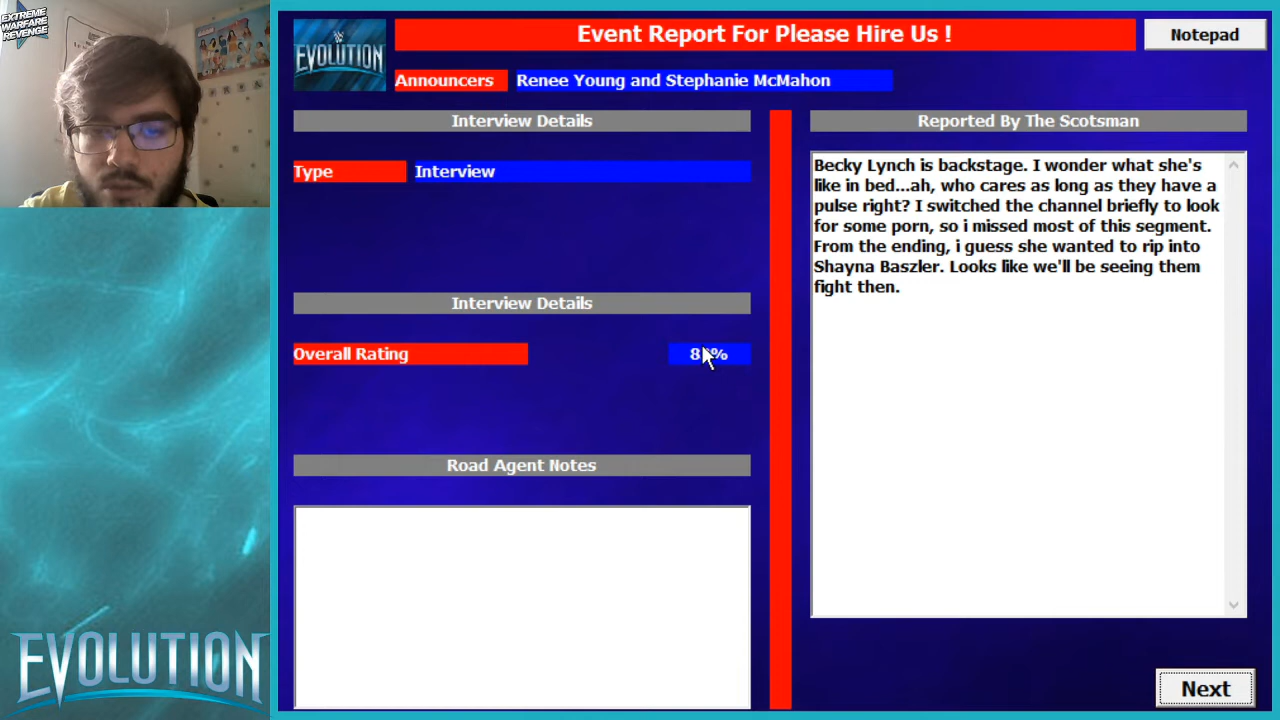 EXTREME
WARFARE
REVENGE
EVOLUTION
Event Report For Please Hire Us !
Notepad
Announcers
Renee Young and Stephanie McMahon
Interview Details
Reported By The Scotsman
Type
Interview
Becky Lynch is backstage. I wonder what she's
like in bed...ah, who cares as long as they have a
pulse right? I switched the channel briefly to look
for some porn, so i missed most of this segment.
From the ending, i guess she wanted to rip into
Shayna Baszler. Looks like we'll be seeing them
fight then.
Interview Details
Overall Rating
Road Agent Notes
EVOLUTION
Next